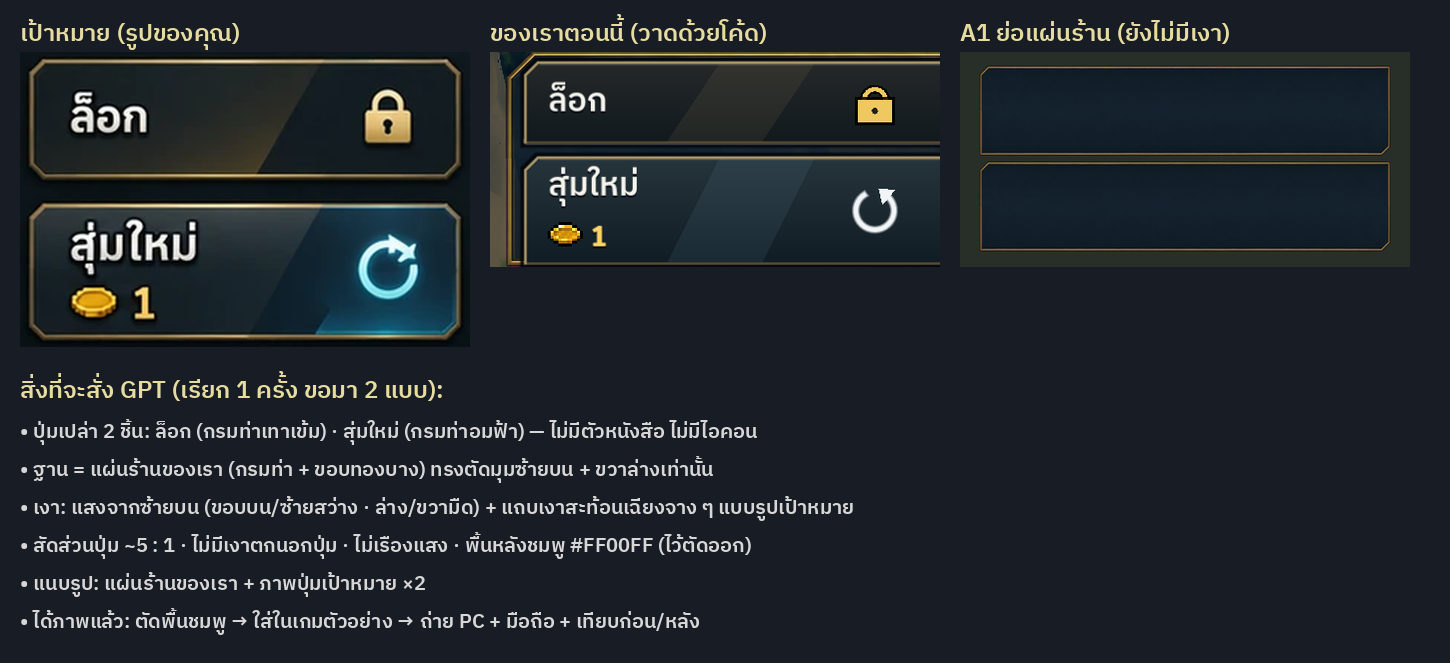 เป้าหมาย (รูปของคุณ)
ของเราตอนนี้ (วาดด้วยโค้ด)
A1 ย่อแผ่นร้าน (ยังไม่มีเงา)
ล็อก
สุ่มใหม่
1
ล็อก
สุ่มใหม่
1
สิ่งที่จะสั่ง GPT (เรียก 1 ครั้ง ขอมา 2 แบบ):
• ปุ่มเปล่า 2 ชิ้น: ล็อก (กรมท่าเทาเข้ม) · สุ่มใหม่ (กรมท่าอมฟ้า) — ไม่มีตัวหนังสือ ไม่มีไอคอน
• ฐาน = แผ่นร้านของเรา (กรมท่า + ขอบทองบาง) ทรงตัดมุมซ้ายบน + ขวาล่างเท่านั้น
• เงา: แสงจากซ้ายบน (ขอบบน/ซ้ายสว่าง · ล่าง/ขวามืด) + แถบเงาสะท้อนเฉียงจาง ๆ แบบรูปเป้าหมาย
• สัดส่วนปุ่ม ~5 : 1 · ไม่มีเงาตกนอกปุ่ม · ไม่เรืองแสง · พื้นหลังชมพู #FF00FF (ไว้ตัดออก)
• แนบรูป: แผ่นร้านของเรา + ภาพปุ่มเป้าหมาย ×2
• ได้ภาพแล้ว: ตัดพื้นชมพู → ใส่ในเกมตัวอย่าง → ถ่าย PC + มือถือ + เทียบก่อน/หลัง